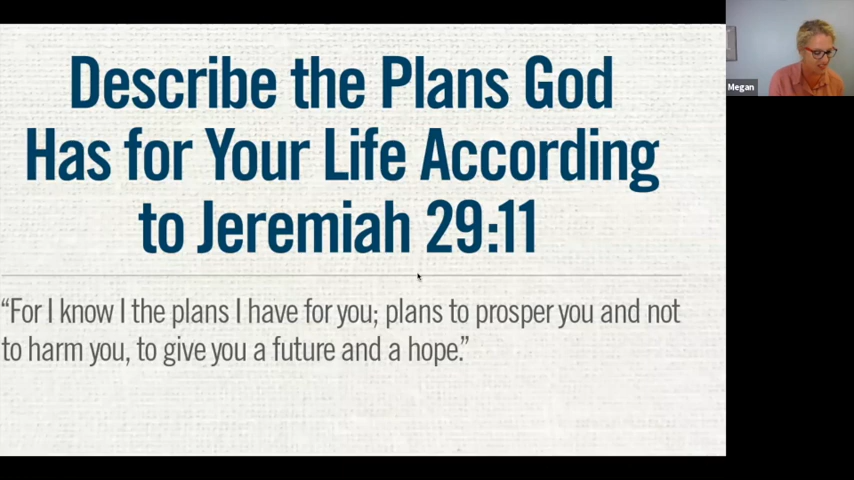 Describe the Plans God
Has for Your Life According
to Jeremiah 29:11
“For I know I the plans I have for you; plans to prosper you and not
to harm you, to give you a future and a hope.”
Megan